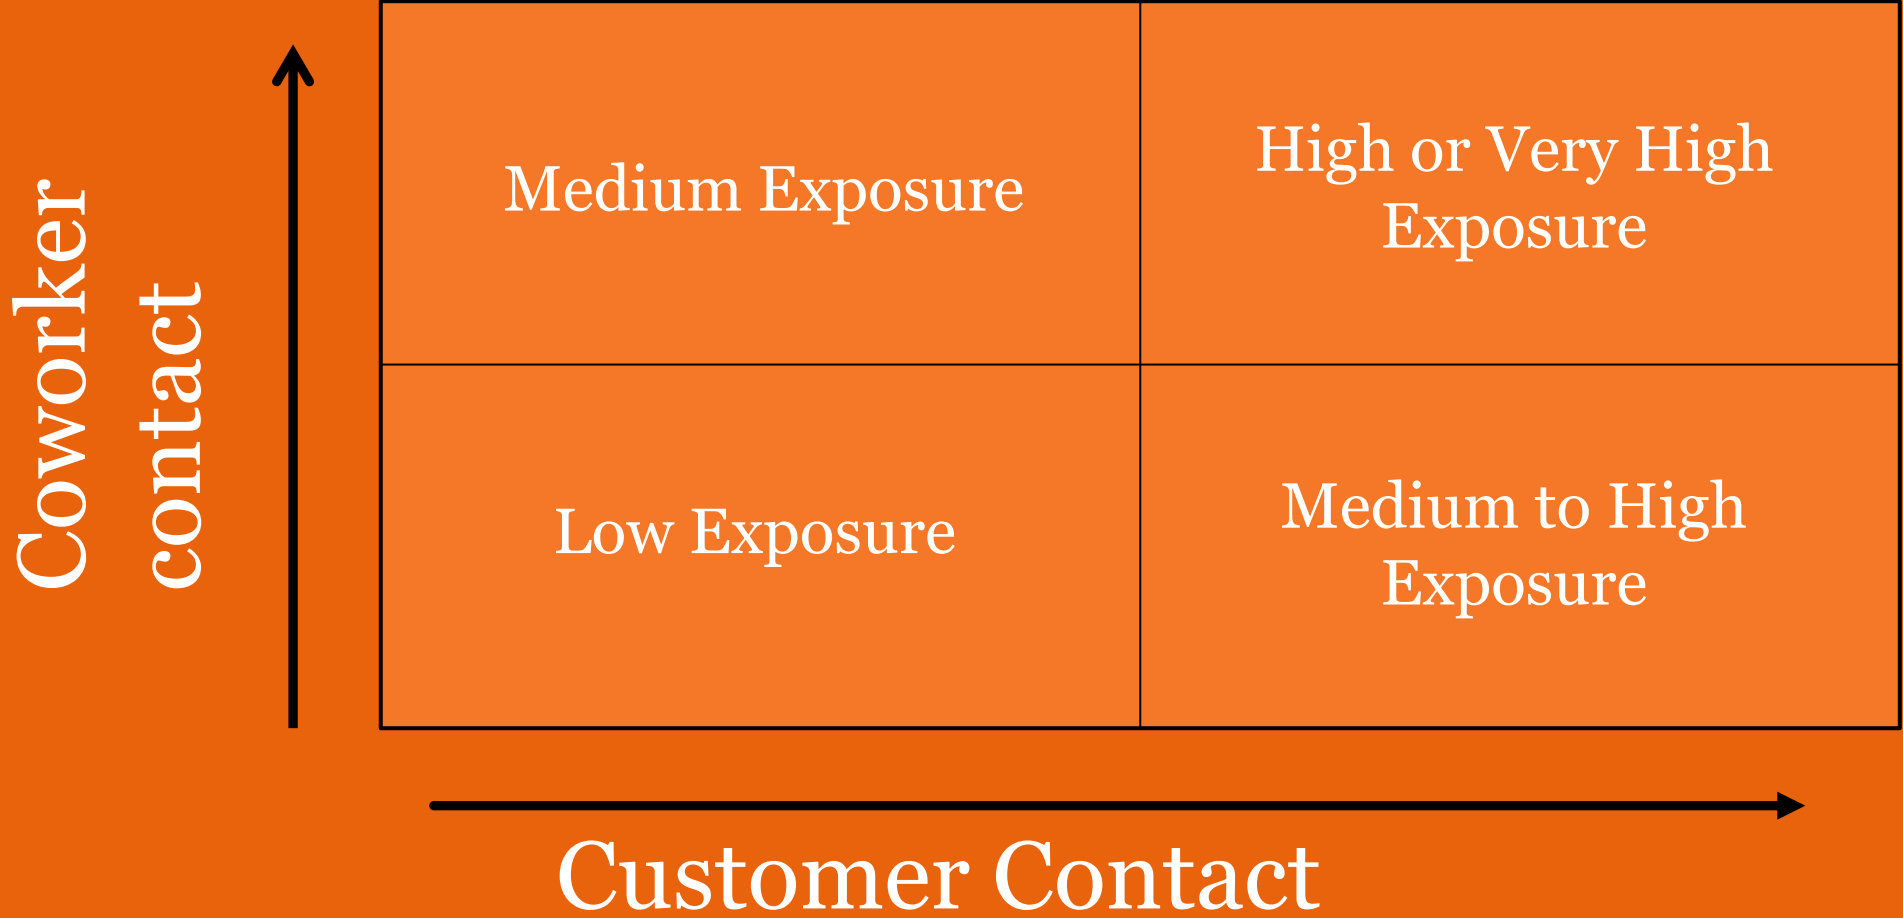 Coworker
contact
Medium Exposure
High or Very High
Exposure
Low Exposure
Medium to High
Exposure
Customer Contact